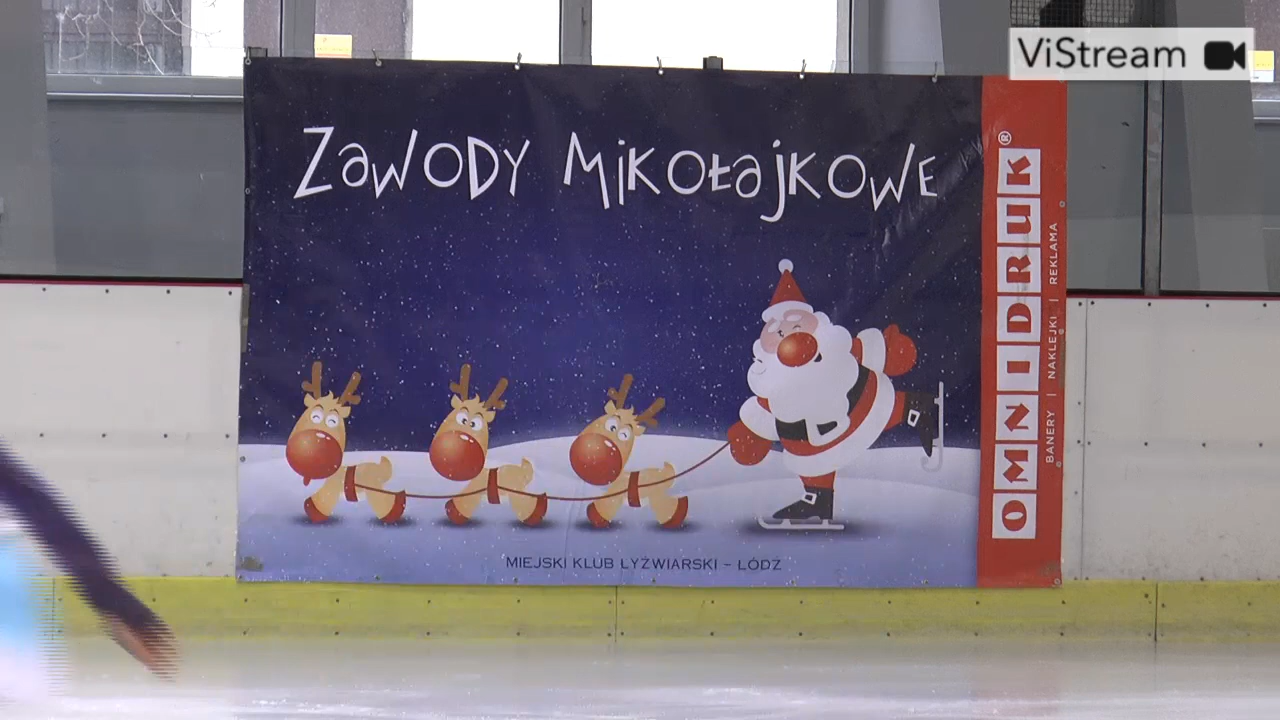 ViStream
Zawody Mikołajkowe
MIEJSKI KLUB ŁYŻWIARSKI – ŁÓDŹ
OMNIDRUK®
BANERY | NAKLEJKI | REKLAMA